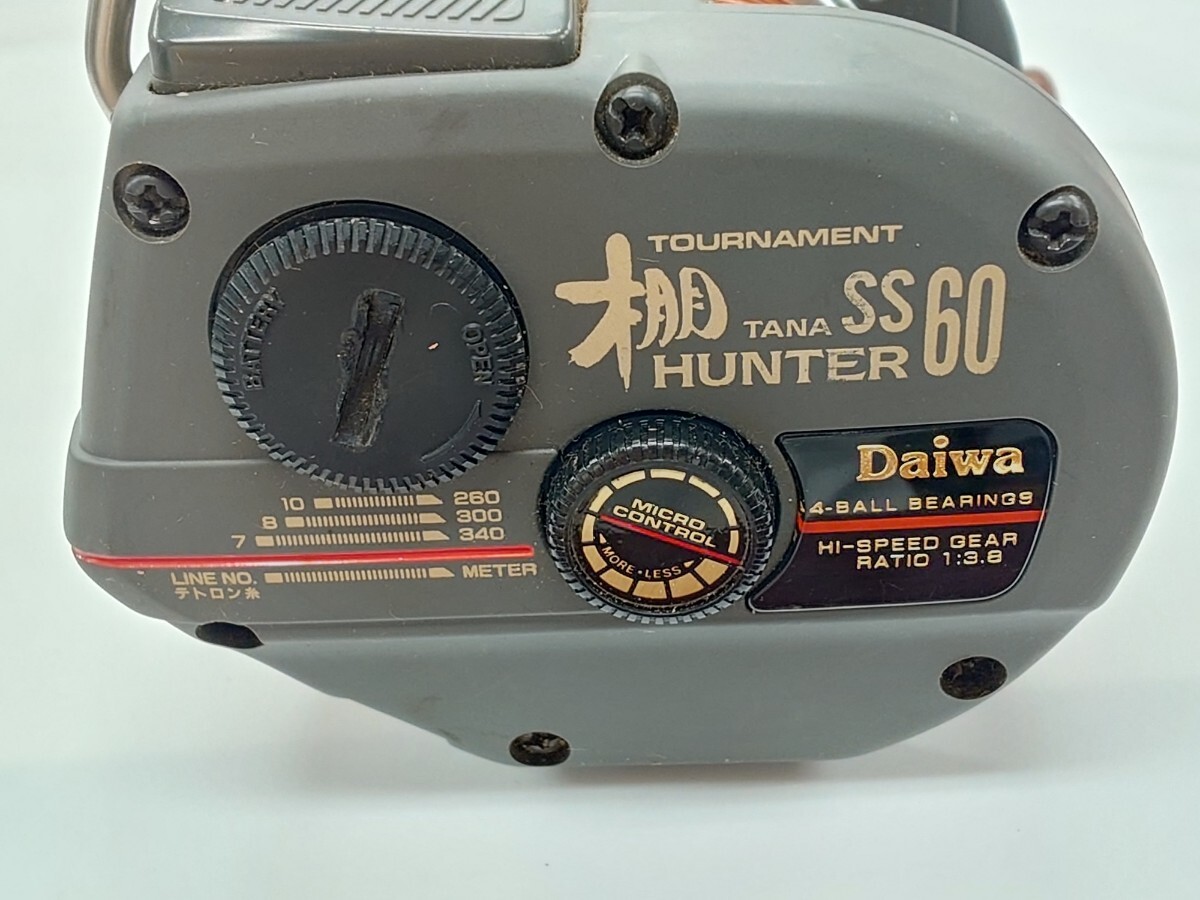 TOURNAMENT
棚 TANA SS 60
HUNTER
BATTERY OPEN
10 260
8 300
7 340
LINE NO. METER
テトロン糸
MICRO
CONTROL
MORE・LESS
Daiwa
4-BALL BEARINGS
HI-SPEED GEAR
RATIO 1:3.8